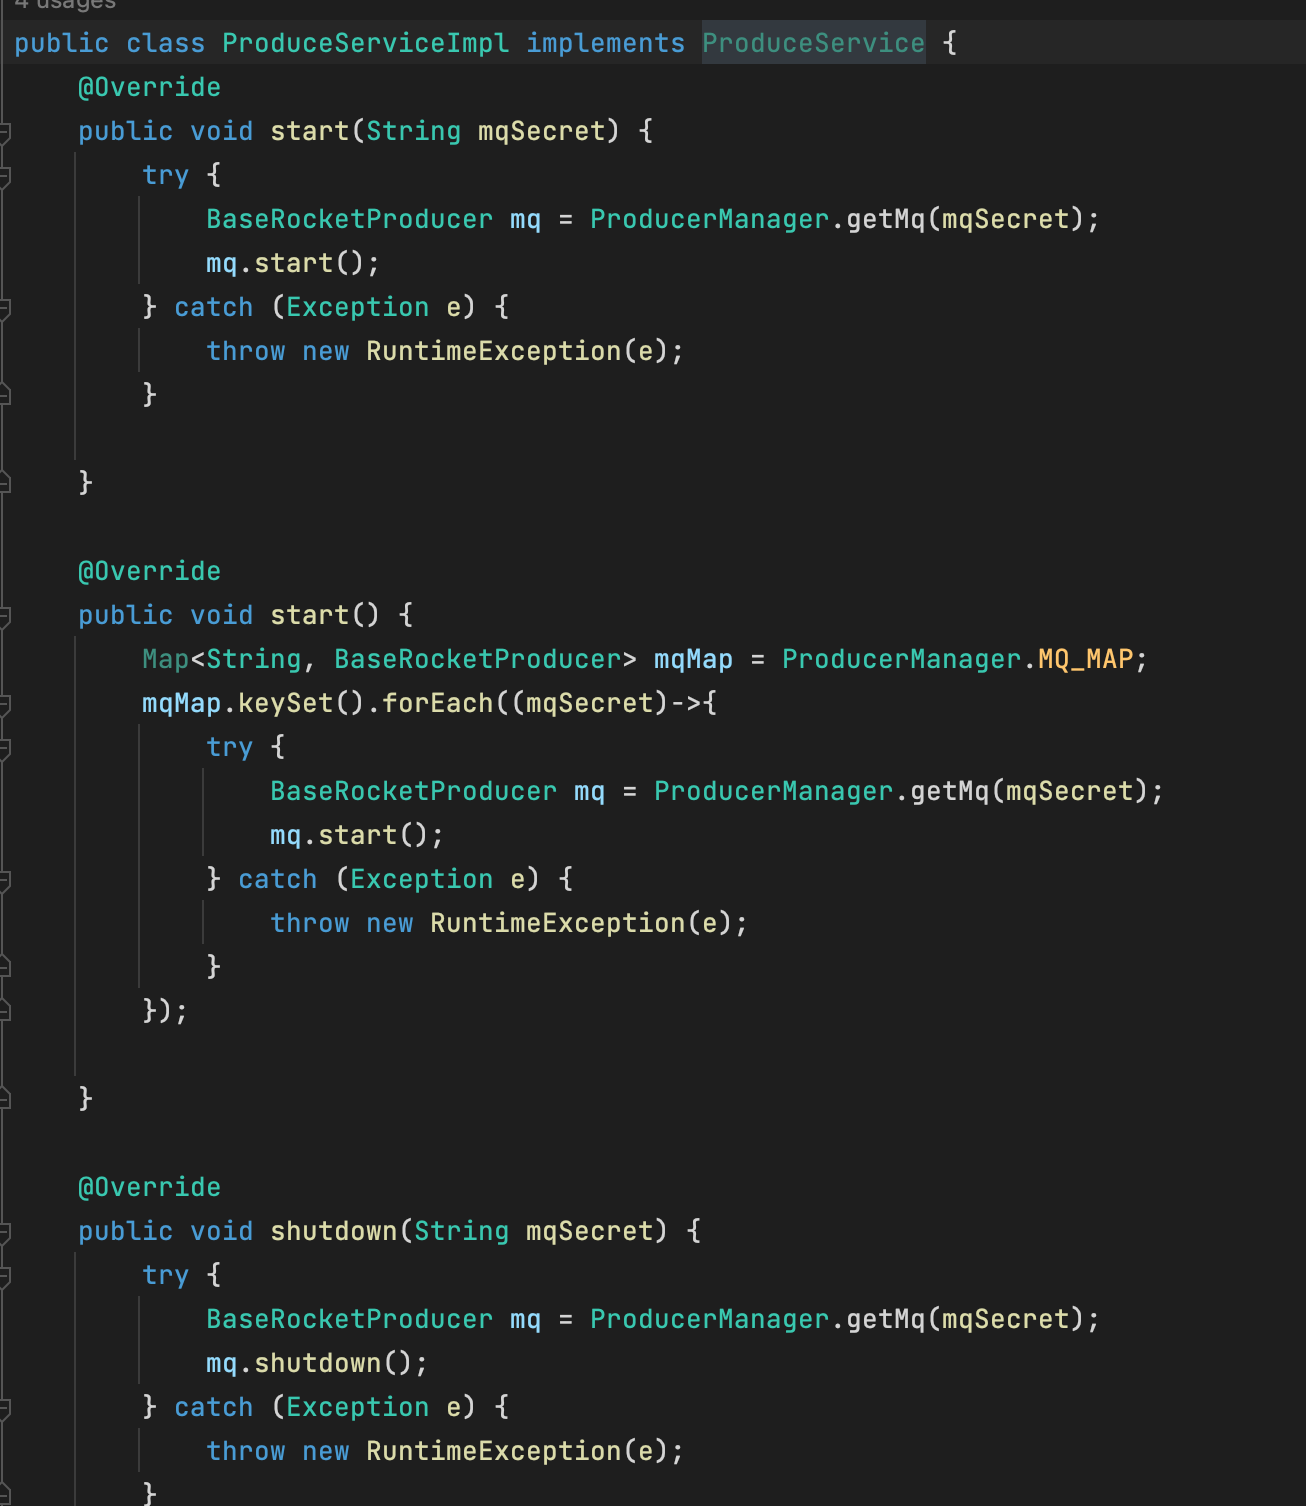 4 usages
public class ProduceServiceImpl implements ProduceService {
    @Override
    public void start(String mqSecret) {
        try {
            BaseRocketProducer mq = ProducerManager.getMq(mqSecret);
            mq.start();
        } catch (Exception e) {
            throw new RuntimeException(e);
        }
    }
    @Override
    public void start() {
        Map<String, BaseRocketProducer> mqMap = ProducerManager.MQ_MAP;
        mqMap.keySet().forEach((mqSecret)->{
            try {
                BaseRocketProducer mq = ProducerManager.getMq(mqSecret);
                mq.start();
            } catch (Exception e) {
                throw new RuntimeException(e);
            }
        });
    }
    @Override
    public void shutdown(String mqSecret) {
        try {
            BaseRocketProducer mq = ProducerManager.getMq(mqSecret);
            mq.shutdown();
        } catch (Exception e) {
            throw new RuntimeException(e);
        }